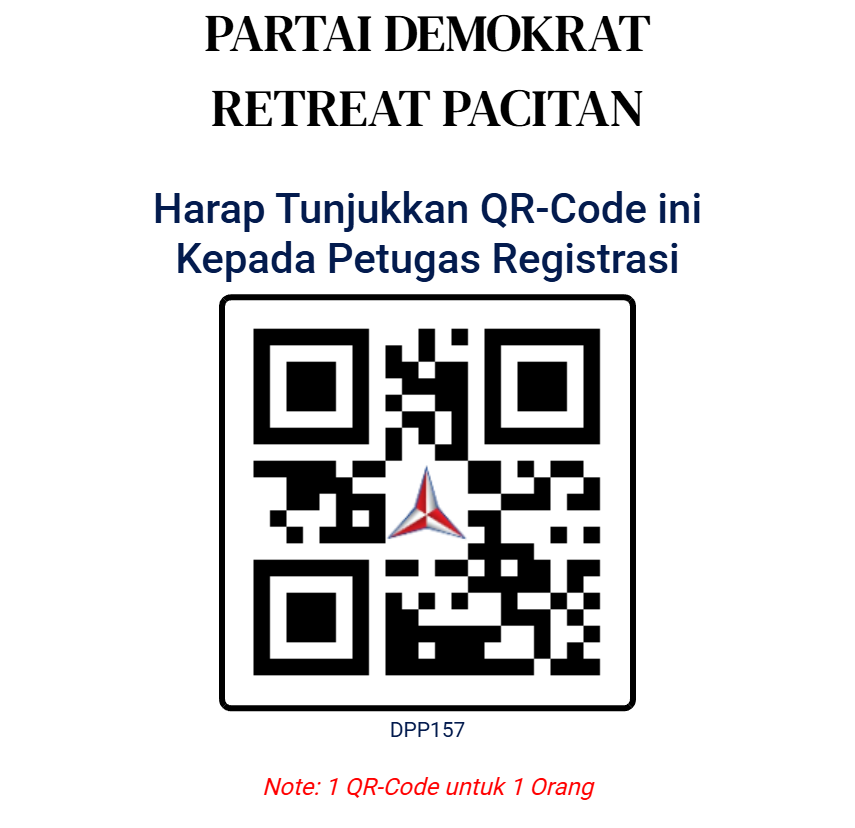 PARTAI DEMOKRAT
RETREAT PACITAN
Harap Tunjukkan QR-Code ini
Kepada Petugas Registrasi
DPP157
Note: 1 QR-Code untuk 1 Orang